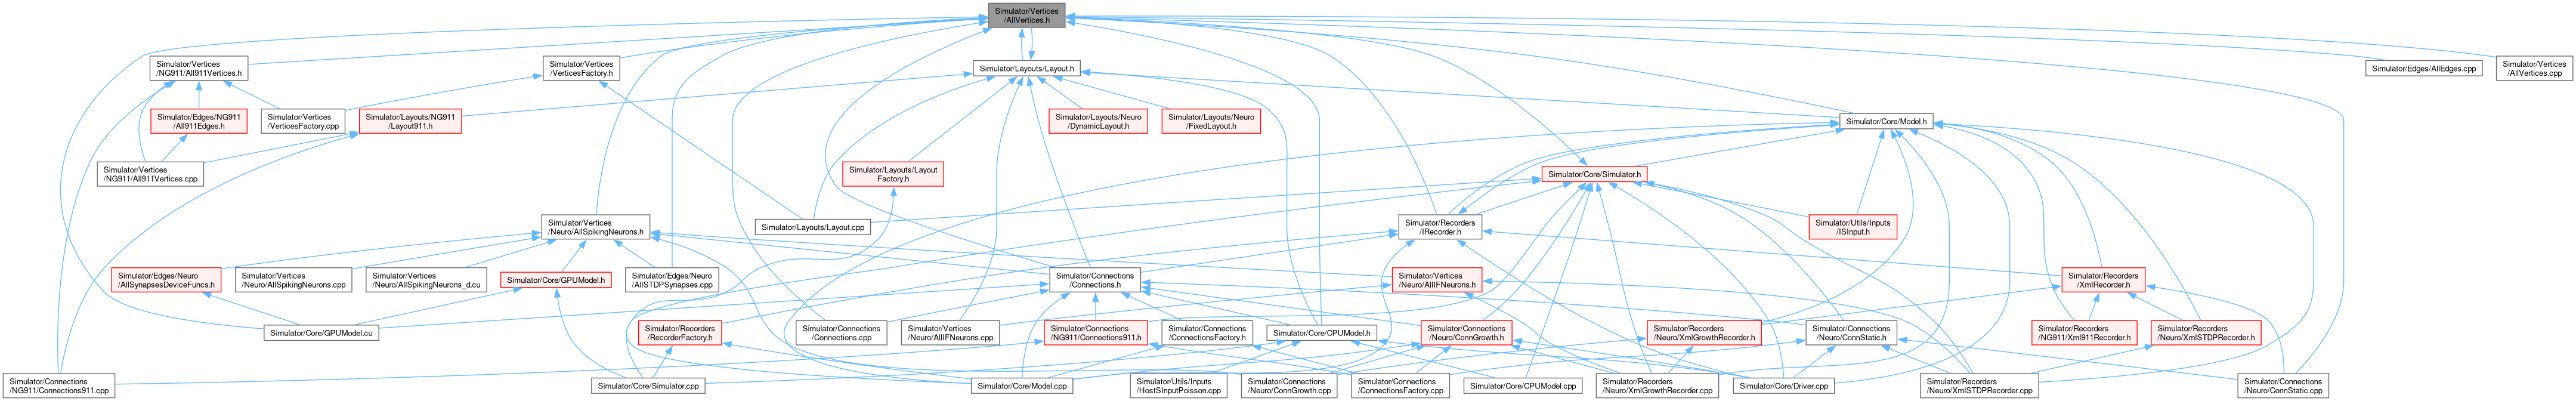 Simulator/Vertices
/AllVertices.h
Simulator/Vertices
/NG911/All911Vertices.h
Simulator/Vertices
/VerticesFactory.h
Simulator/Layouts/Layout.h
Simulator/Edges/AllEdges.cpp
Simulator/Vertices
/AllVertices.cpp
Simulator/Edges/NG911
/All911Edges.h
Simulator/Vertices
/VerticesFactory.cpp
Simulator/Layouts/NG911
/Layout911.h
Simulator/Layouts/Neuro
/DynamicLayout.h
Simulator/Layouts/Neuro
/FixedLayout.h
Simulator/Core/Model.h
Simulator/Vertices
/NG911/All911Vertices.cpp
Simulator/Layouts/Layout
Factory.h
Simulator/Core/Simulator.h
Simulator/Vertices
/Neuro/AllSpikingNeurons.h
Simulator/Layouts/Layout.cpp
Simulator/Recorders
/IRecorder.h
Simulator/Utils/Inputs
/ISInput.h
Simulator/Edges/Neuro
/AllSynapsesDeviceFuncs.h
Simulator/Vertices
/Neuro/AllSpikingNeurons.cpp
Simulator/Vertices
/Neuro/AllSpikingNeurons_d.cu
Simulator/Core/GPUModel.h
Simulator/Edges/Neuro
/AllSTDPSynapses.cpp
Simulator/Connections
/Connections.h
Simulator/Vertices
/Neuro/AllIFNeurons.h
Simulator/Recorders
/XmlRecorder.h
Simulator/Core/GPUModel.cu
Simulator/Recorders
/RecorderFactory.h
Simulator/Connections
/Connections.cpp
Simulator/Vertices
/Neuro/AllIFNeurons.cpp
Simulator/Connections
/NG911/Connections911.h
Simulator/Connections
/ConnectionsFactory.h
Simulator/Core/CPUModel.h
Simulator/Connections
/Neuro/ConnGrowth.h
Simulator/Recorders
/Neuro/XmlGrowthRecorder.h
Simulator/Connections
/Neuro/ConnStatic.h
Simulator/Recorders
/NG911/Xml911Recorder.h
Simulator/Recorders
/Neuro/XmlSTDPRecorder.h
Simulator/Connections
/NG911/Connections911.cpp
Simulator/Core/Simulator.cpp
Simulator/Core/Model.cpp
Simulator/Utils/Inputs
/HostSInputPoisson.cpp
Simulator/Connections
/Neuro/ConnGrowth.cpp
Simulator/Connections
/ConnectionsFactory.cpp
Simulator/Core/CPUModel.cpp
Simulator/Recorders
/Neuro/XmlGrowthRecorder.cpp
Simulator/Core/Driver.cpp
Simulator/Recorders
/Neuro/XmlSTDPRecorder.cpp
Simulator/Connections
/Neuro/ConnStatic.cpp